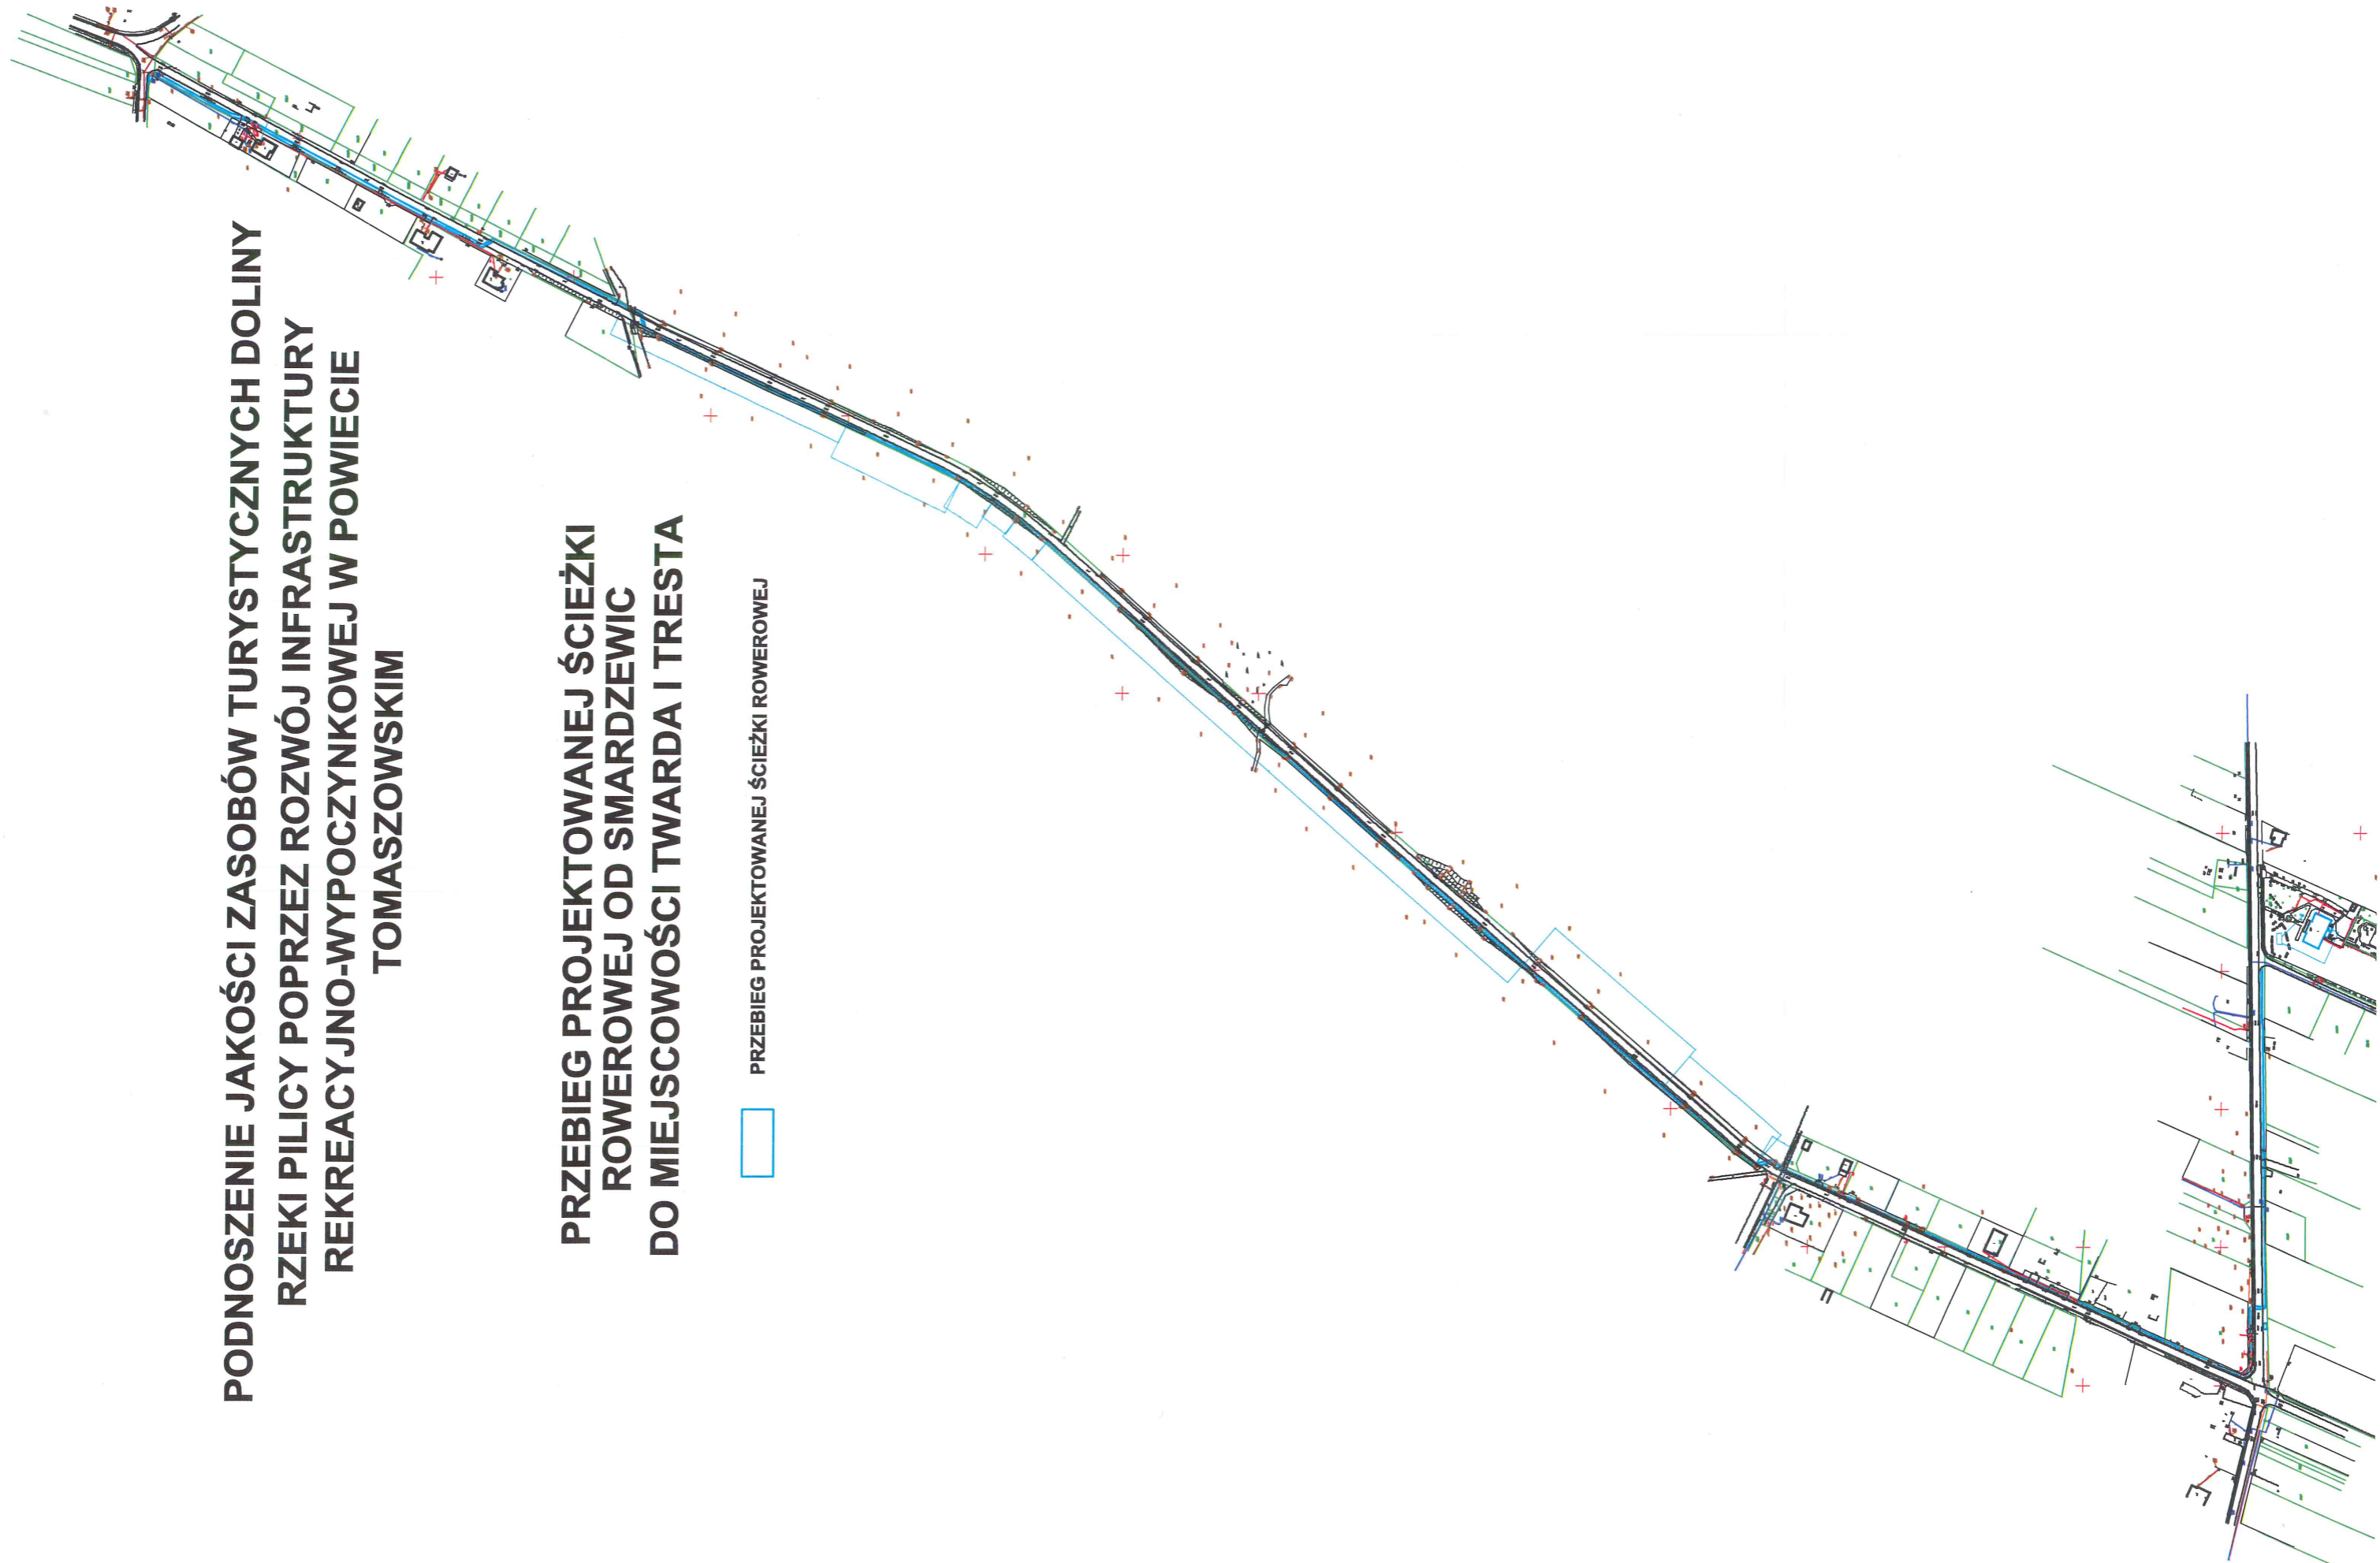 PODNOSZENIE JAKOŚCI ZASOBÓW TURYSTYCZNYCH DOLINY
RZEKI PILICY POPRZEZ ROZWÓJ INFRASTRUKTURY
REKREACYJNO-WYPOCZYNKOWEJ W POWIECIE
TOMASZOWSKIM
PRZEBIEG PROJEKTOWANEJ ŚCIEŻKI
ROWEROWEJ OD SMARDZEWIC
DO MIEJSCOWOŚCI TWARDA I TRESTA
PRZEBIEG PROJEKTOWANEJ ŚCIEŻKI ROWEROWEJ